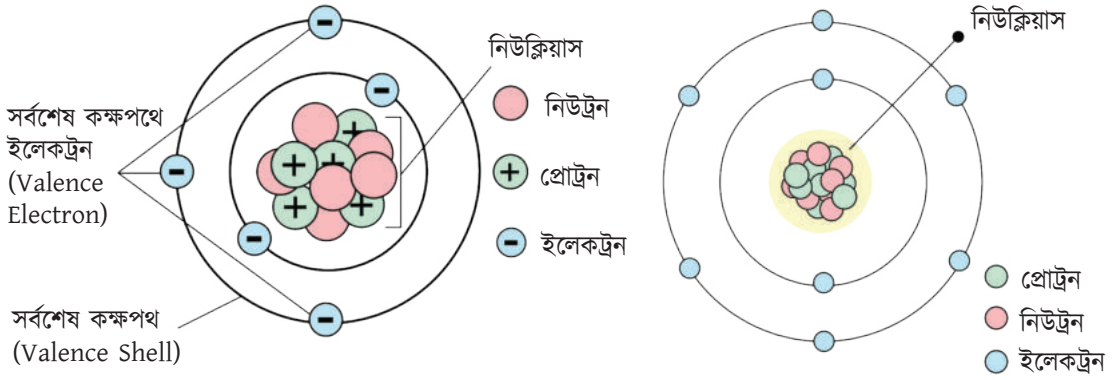 নিউক্লিয়াস
নিউট্রন
প্রোট্রন
ইলেকট্রন
সর্বশেষ কক্ষপথে
ইলেকট্রন
(Valence
Electron)
সর্বশেষ কক্ষপথ
(Valence Shell)
নিউক্লিয়াস
প্রোট্রন
নিউট্রন
ইলেকট্রন